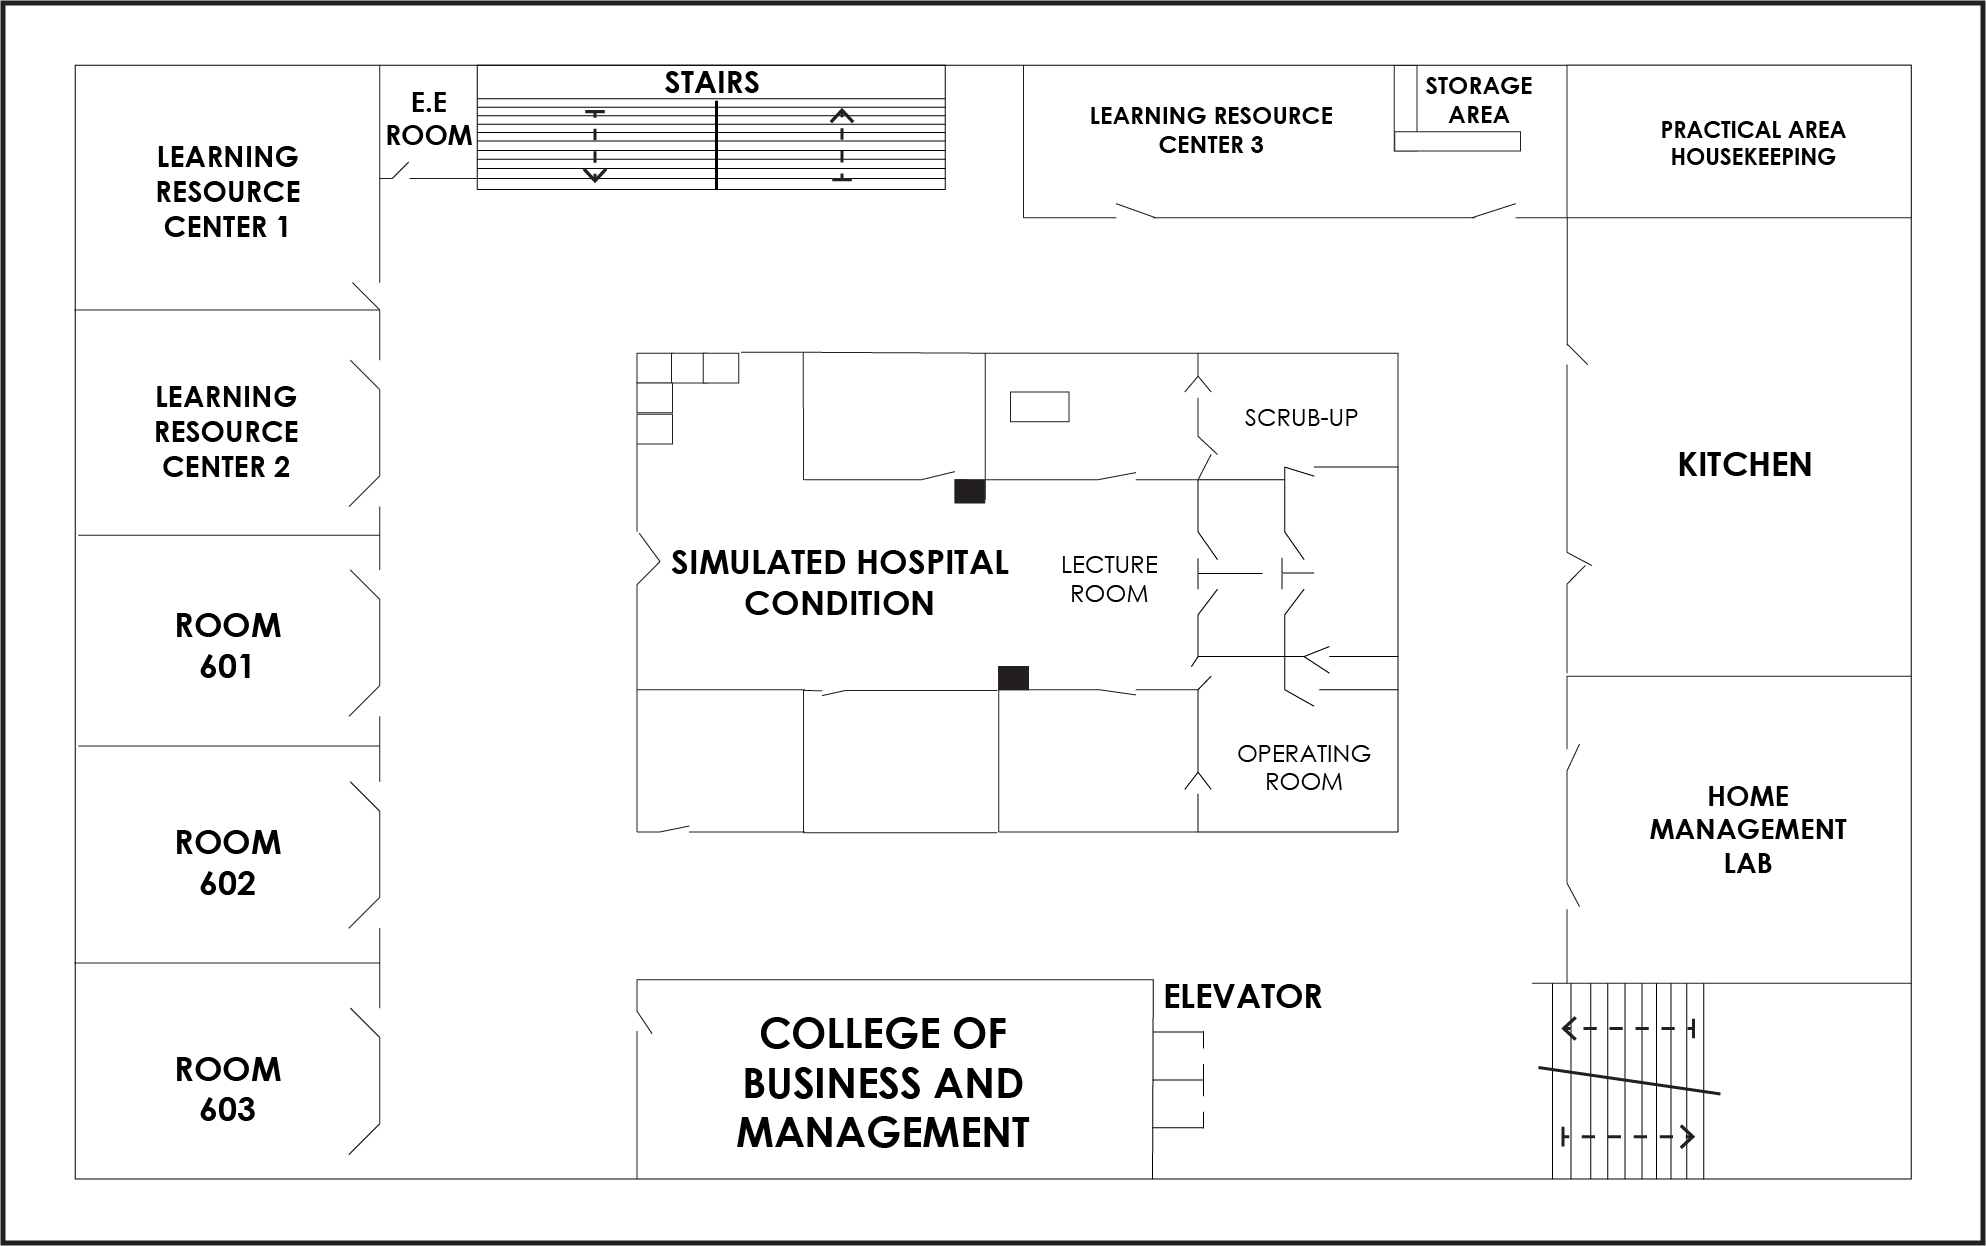 STAIRS
E.E
ROOM
LEARNING RESOURCE
CENTER 3
STORAGE
AREA
PRACTICAL AREA
HOUSEKEEPING
LEARNING
RESOURCE
CENTER 1
LEARNING
RESOURCE
CENTER 2
SCRUB-UP
KITCHEN
SIMULATED HOSPITAL
CONDITION
LECTURE
ROOM
ROOM
601
OPERATING
ROOM
HOME
MANAGEMENT
LAB
ROOM
602
ELEVATOR
COLLEGE OF
BUSINESS AND
MANAGEMENT
ROOM
603